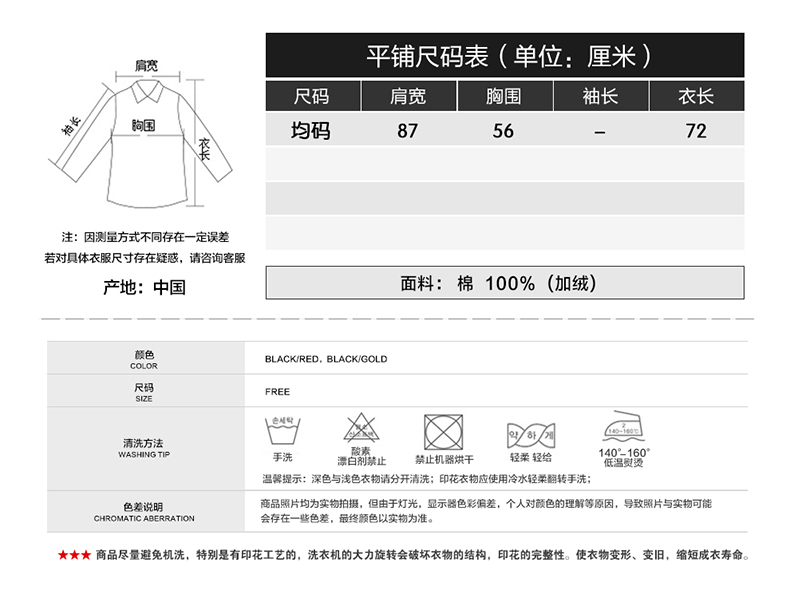 肩宽
袖长
胸围
衣长
注：因测量方式不同存在一定误差
若对具体衣服尺寸存在疑惑，请咨询客服
产地：中国
平铺尺码表（单位：厘米）
尺码 肩宽 胸围 袖长 衣长
均码 87 56 – 72
面料： 棉 100%（加绒）
颜色
COLOR
BLACK/RED，BLACK/GOLD
尺码
SIZE
FREE
清洗方法
WASHING TIP
손세탁
手洗
산소표백
酸素
漂白剂禁止
禁止机器烘干
약하게
轻柔 轻给
2
140~160℃
140°–160°
低温熨烫
温馨提示：深色与浅色衣物请分开清洗；印花衣物应使用冷水轻柔翻转手洗；
色差说明
CHROMATIC ABERRATION
商品照片均为实物拍摄，但由于灯光，显示器色彩偏差，个人对颜色的理解等原因，导致照片与实物可能
会存在一些色差，最终颜色以实物为准。
★★★ 商品尽量避免机洗，特别是有印花工艺的，洗衣机的大力旋转会破坏衣物的结构，印花的完整性。使衣物变形、变旧，缩短成衣寿命。